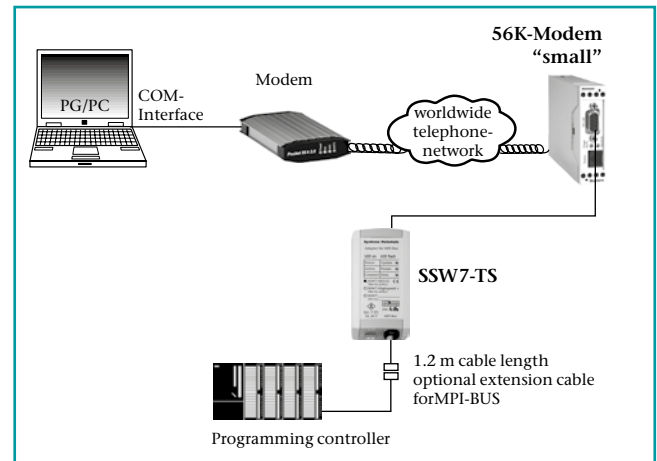 56K-Modem
“small”
Modem
PG/PC
COM-
Interface
worldwide
telephone-
network
SSW7-TS
1.2 m cable length
optional extension cable
forMPI-BUS
Programming controller